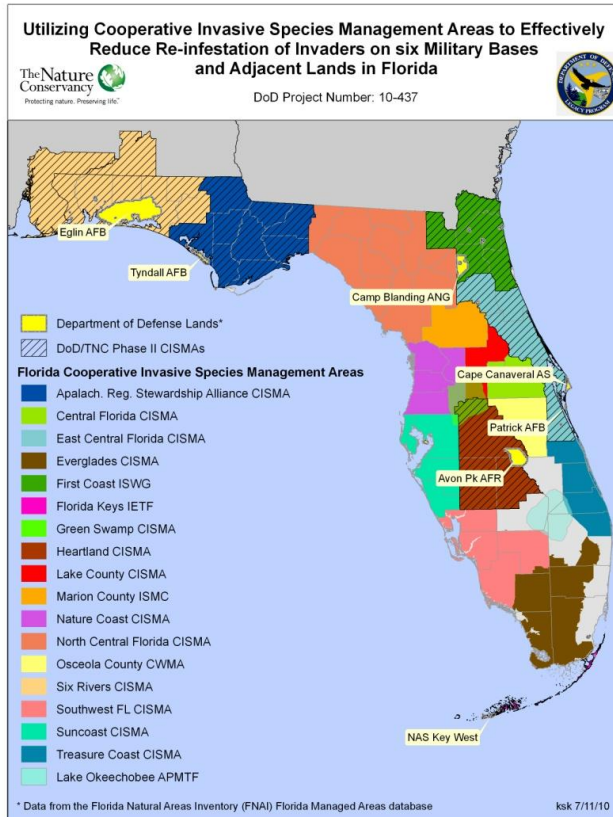 Utilizing Cooperative Invasive Species Management Areas to Effectively
Reduce Re-infestation of Invaders on six Military Bases
and Adjacent Lands in Florida
The Nature
Conservancy
Protecting nature. Preserving life.
DoD Project Number: 10-437
DEPARTMENT OF DEFENSE
LEGACY PROGRAM
Eglin AFB
Tyndall AFB
Camp Blanding ANG
Cape Canaveral AS
Patrick AFB
Avon Pk AFR
NAS Key West
Department of Defense Lands*
DoD/TNC Phase II CISMAs
Florida Cooperative Invasive Species Management Areas
Apalach. Reg. Stewardship Alliance CISMA
Central Florida CISMA
East Central Florida CISMA
Everglades CISMA
First Coast ISWG
Florida Keys IETF
Green Swamp CISMA
Heartland CISMA
Lake County CISMA
Marion County ISMC
Nature Coast CISMA
North Central Florida CISMA
Osceola County CWMA
Six Rivers CISMA
Southwest FL CISMA
Suncoast CISMA
Treasure Coast CISMA
Lake Okeechobee APMTF
* Data from the Florida Natural Areas Inventory (FNAI) Florida Managed Areas database
ksk 7/11/10